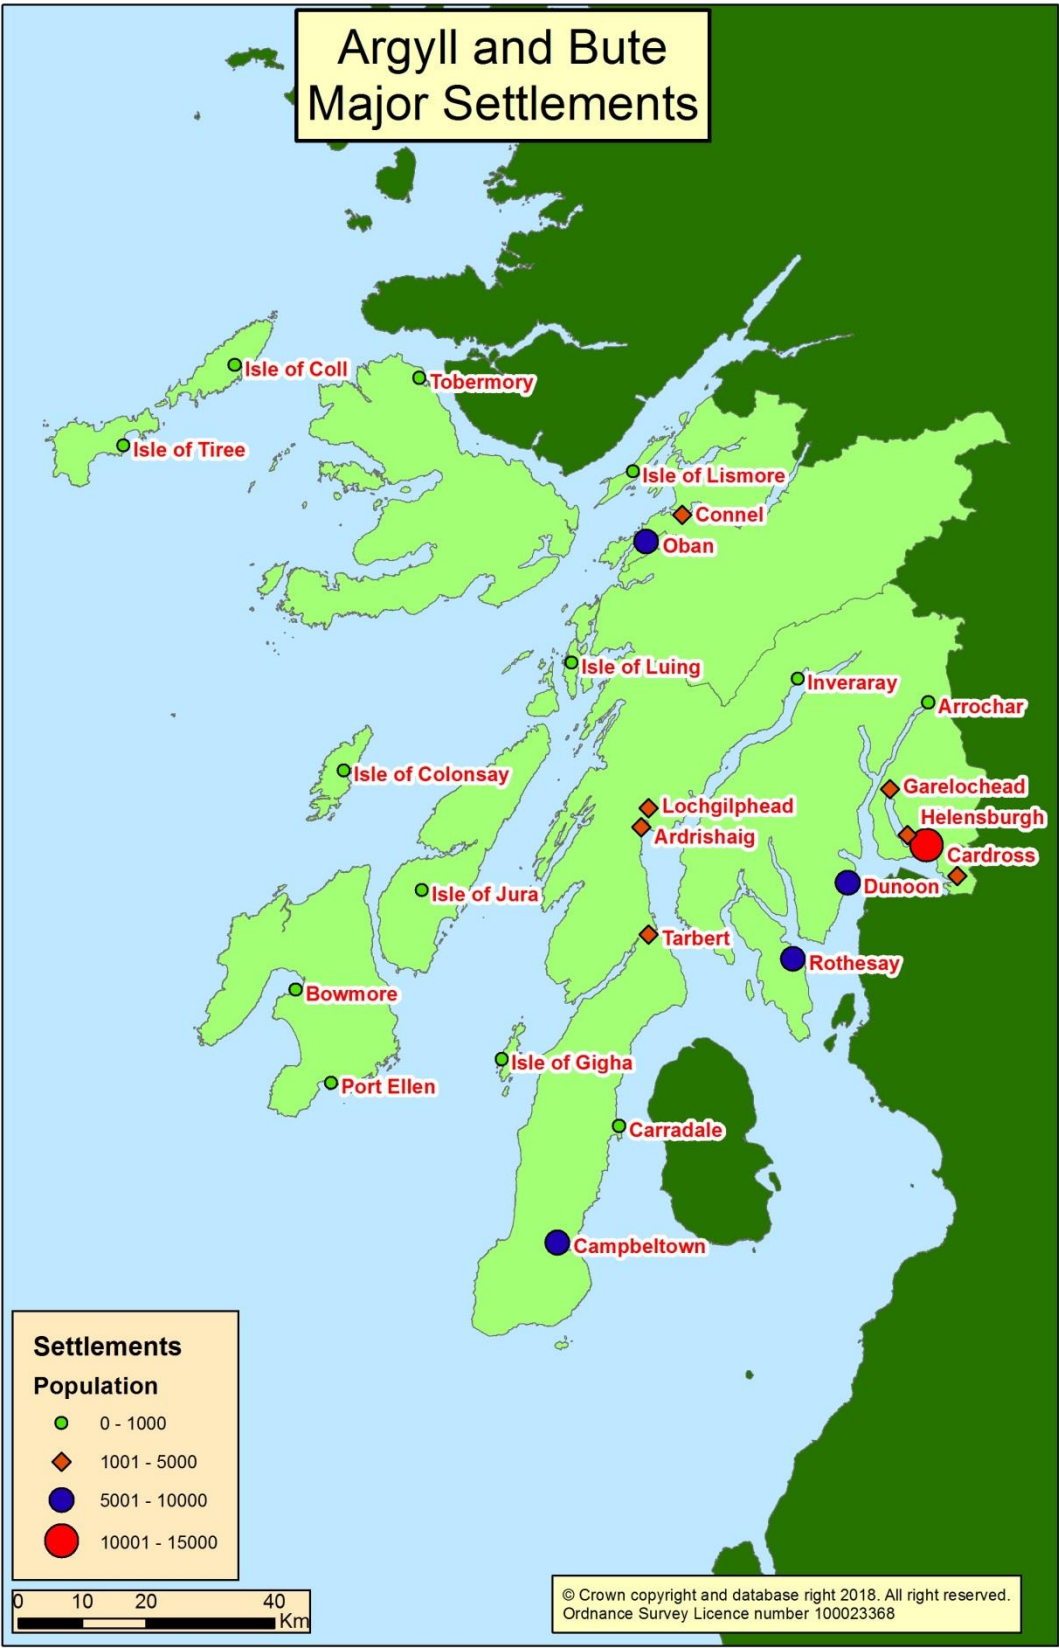 Argyll and Bute
Major Settlements
Isle of Coll
Tobermory
Isle of Tiree
Isle of Lismore
Connel
Oban
Isle of Luing
Inveraray
Arrochar
Isle of Colonsay
Garelochead
Lochgilphead
Helensburgh
Ardrishaig
Cardross
Dunoon
Isle of Jura
Tarbert
Rothesay
Bowmore
Isle of Gigha
Port Ellen
Carradale
Campbeltown
Settlements
Population
0 - 1000
1001 - 5000
5001 - 10000
10001 - 15000
0 10 20 40
Km
© Crown copyright and database right 2018. All right reserved.
Ordnance Survey Licence number 100023368